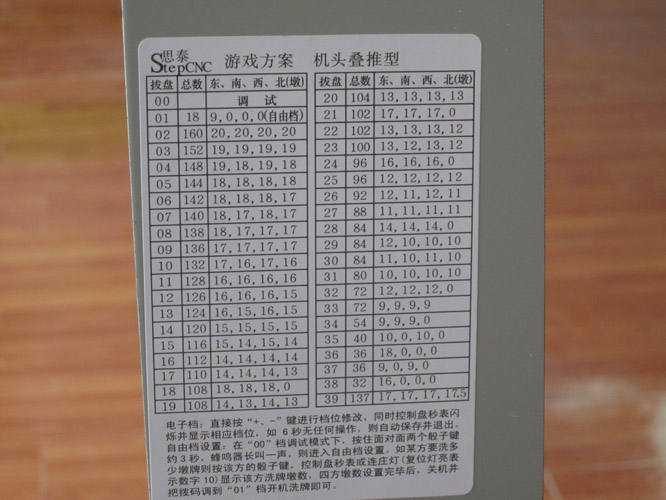 思泰 StepCNC 游戏方案 机头叠推型
拔盘 总数 东、南、西、北(墩)
00 调 试
01 18 9,0,0,0(自由档)
02 160 20,20,20,20
03 152 19,19,19,19
04 148 19,18,19,18
05 144 18,18,18,18
06 142 18,18,18,17
07 140 18,17,18,17
08 138 18,17,17,17
09 136 17,17,17,17
10 132 17,16,17,16
11 128 16,16,16,16
12 126 16,16,16,15
13 124 16,15,16,15
14 120 15,15,15,15
15 116 15,14,15,14
16 112 14,14,14,14
17 110 14,14,14,13
18 108 18,18,18,0
19 108 14,13,14,13
拔盘 总数 东、南、西、北(墩)
20 104 13,13,13,13
21 102 17,17,17,0
22 102 13,13,13,12
23 100 13,12,13,12
24 96 16,16,16,0
25 96 12,12,12,12
26 92 12,11,12,11
27 88 11,11,11,11
28 84 14,14,14,0
29 84 12,10,10,10
30 84 11,10,11,10
31 80 10,10,10,10
32 72 12,12,12,0
33 72 9,9,9,9
34 54 9,9,9,0
35 40 10,0,10,0
36 36 18,0,0,0
37 36 9,0,9,0
38 32 16,0,0,0
39 137 17,17,17,17.5
电子档：直接按“+、-”键进行档位修改，同时控制盘秒表闪
烁并显示相应档位，如 6 秒无任何操作，则自动保存并退出。
自由档设置：在“00”档调试模式下，按住面对面两个骰子键
约3 秒，蜂鸣器长叫一声，则进入自由档设置。如某方要洗多
少墩牌则按该方的骰子键，控制盘秒表或连庄灯(复位灯亮表
示数字 10)显示该方洗牌墩数，四方墩数设置完毕后，关机并
把拨码调到“01”档开机洗牌即可。